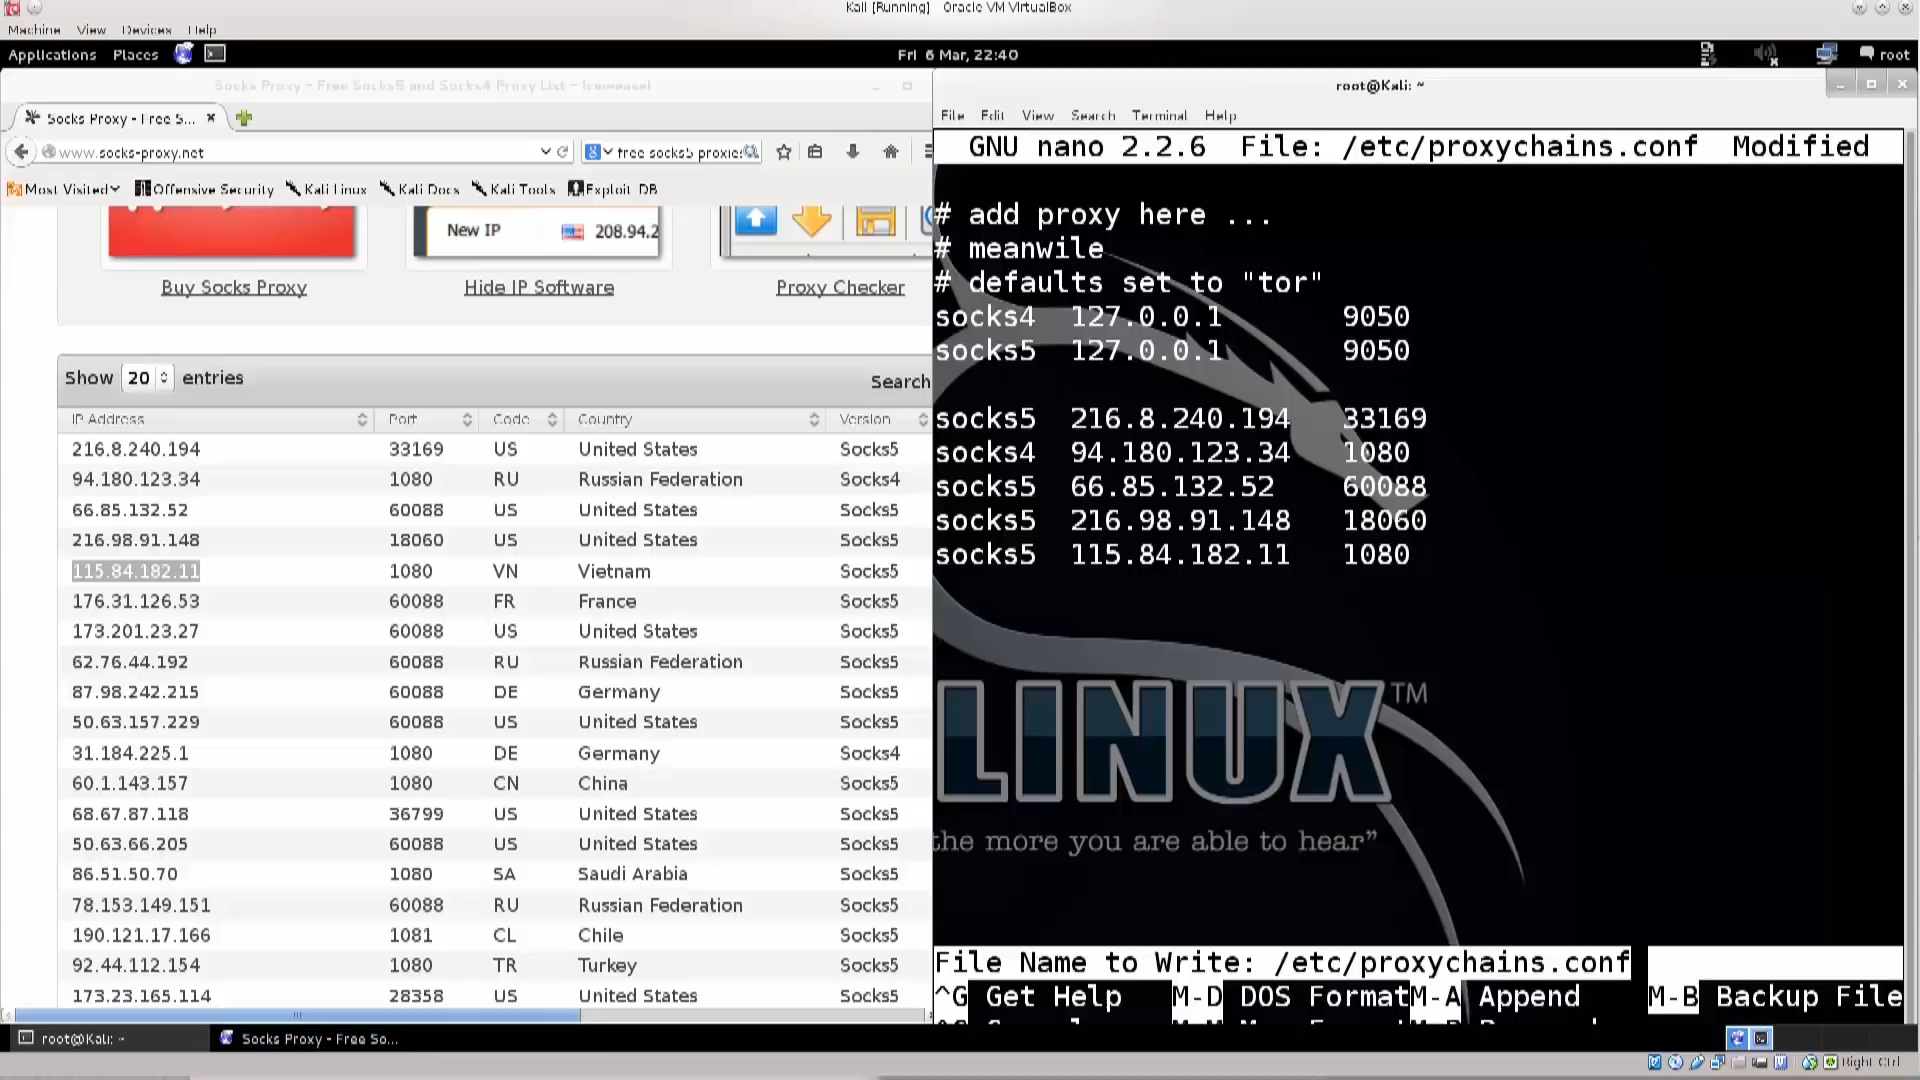 Kali [Running] - Oracle VM VirtualBox
Machine View Devices Help
Applications Places
Fri 6 Mar, 22:40
root
Socks Proxy - Free Socks5 and Socks4 Proxy List - Iceweasel
Socks Proxy - Free S...
www.socks-proxy.net
free socks5 proxie:
Most Visited Offensive Security Kali Linux Kali Docs Kali Tools Exploit DB
New IP 208.94.2
Buy Socks Proxy Hide IP Software Proxy Checker
Show 20 entries Search
IP Address Port Code Country Version
216.8.240.194 33169 US United States Socks5
94.180.123.34 1080 RU Russian Federation Socks4
66.85.132.52 60088 US United States Socks5
216.98.91.148 18060 US United States Socks5
115.84.182.11 1080 VN Vietnam Socks5
176.31.126.53 60088 FR France Socks5
173.201.23.27 60088 US United States Socks5
62.76.44.192 60088 RU Russian Federation Socks5
87.98.242.215 60088 DE Germany Socks5
50.63.157.229 60088 US United States Socks5
31.184.225.1 1080 DE Germany Socks4
60.1.143.157 1080 CN China Socks5
68.67.87.118 36799 US United States Socks5
50.63.66.205 60088 US United States Socks5
86.51.50.70 1080 SA Saudi Arabia Socks5
78.153.149.151 60088 RU Russian Federation Socks5
190.121.17.166 1081 CL Chile Socks5
92.44.112.154 1080 TR Turkey Socks5
173.23.165.114 28358 US United States Socks5
root@Kali: ~
File Edit View Search Terminal Help
GNU nano 2.2.6 File: /etc/proxychains.conf Modified
# add proxy here ...
# meanwile
# defaults set to "tor"
socks4 127.0.0.1 9050
socks5 127.0.0.1 9050
socks5 216.8.240.194 33169
socks4 94.180.123.34 1080
socks5 66.85.132.52 60088
socks5 216.98.91.148 18060
socks5 115.84.182.11 1080
LINUX™
the more you are able to hear”
File Name to Write: /etc/proxychains.conf
^G Get Help M-D DOS Format M-A Append M-B Backup File
root@Kali: ~
Socks Proxy - Free So...
Right Ctrl